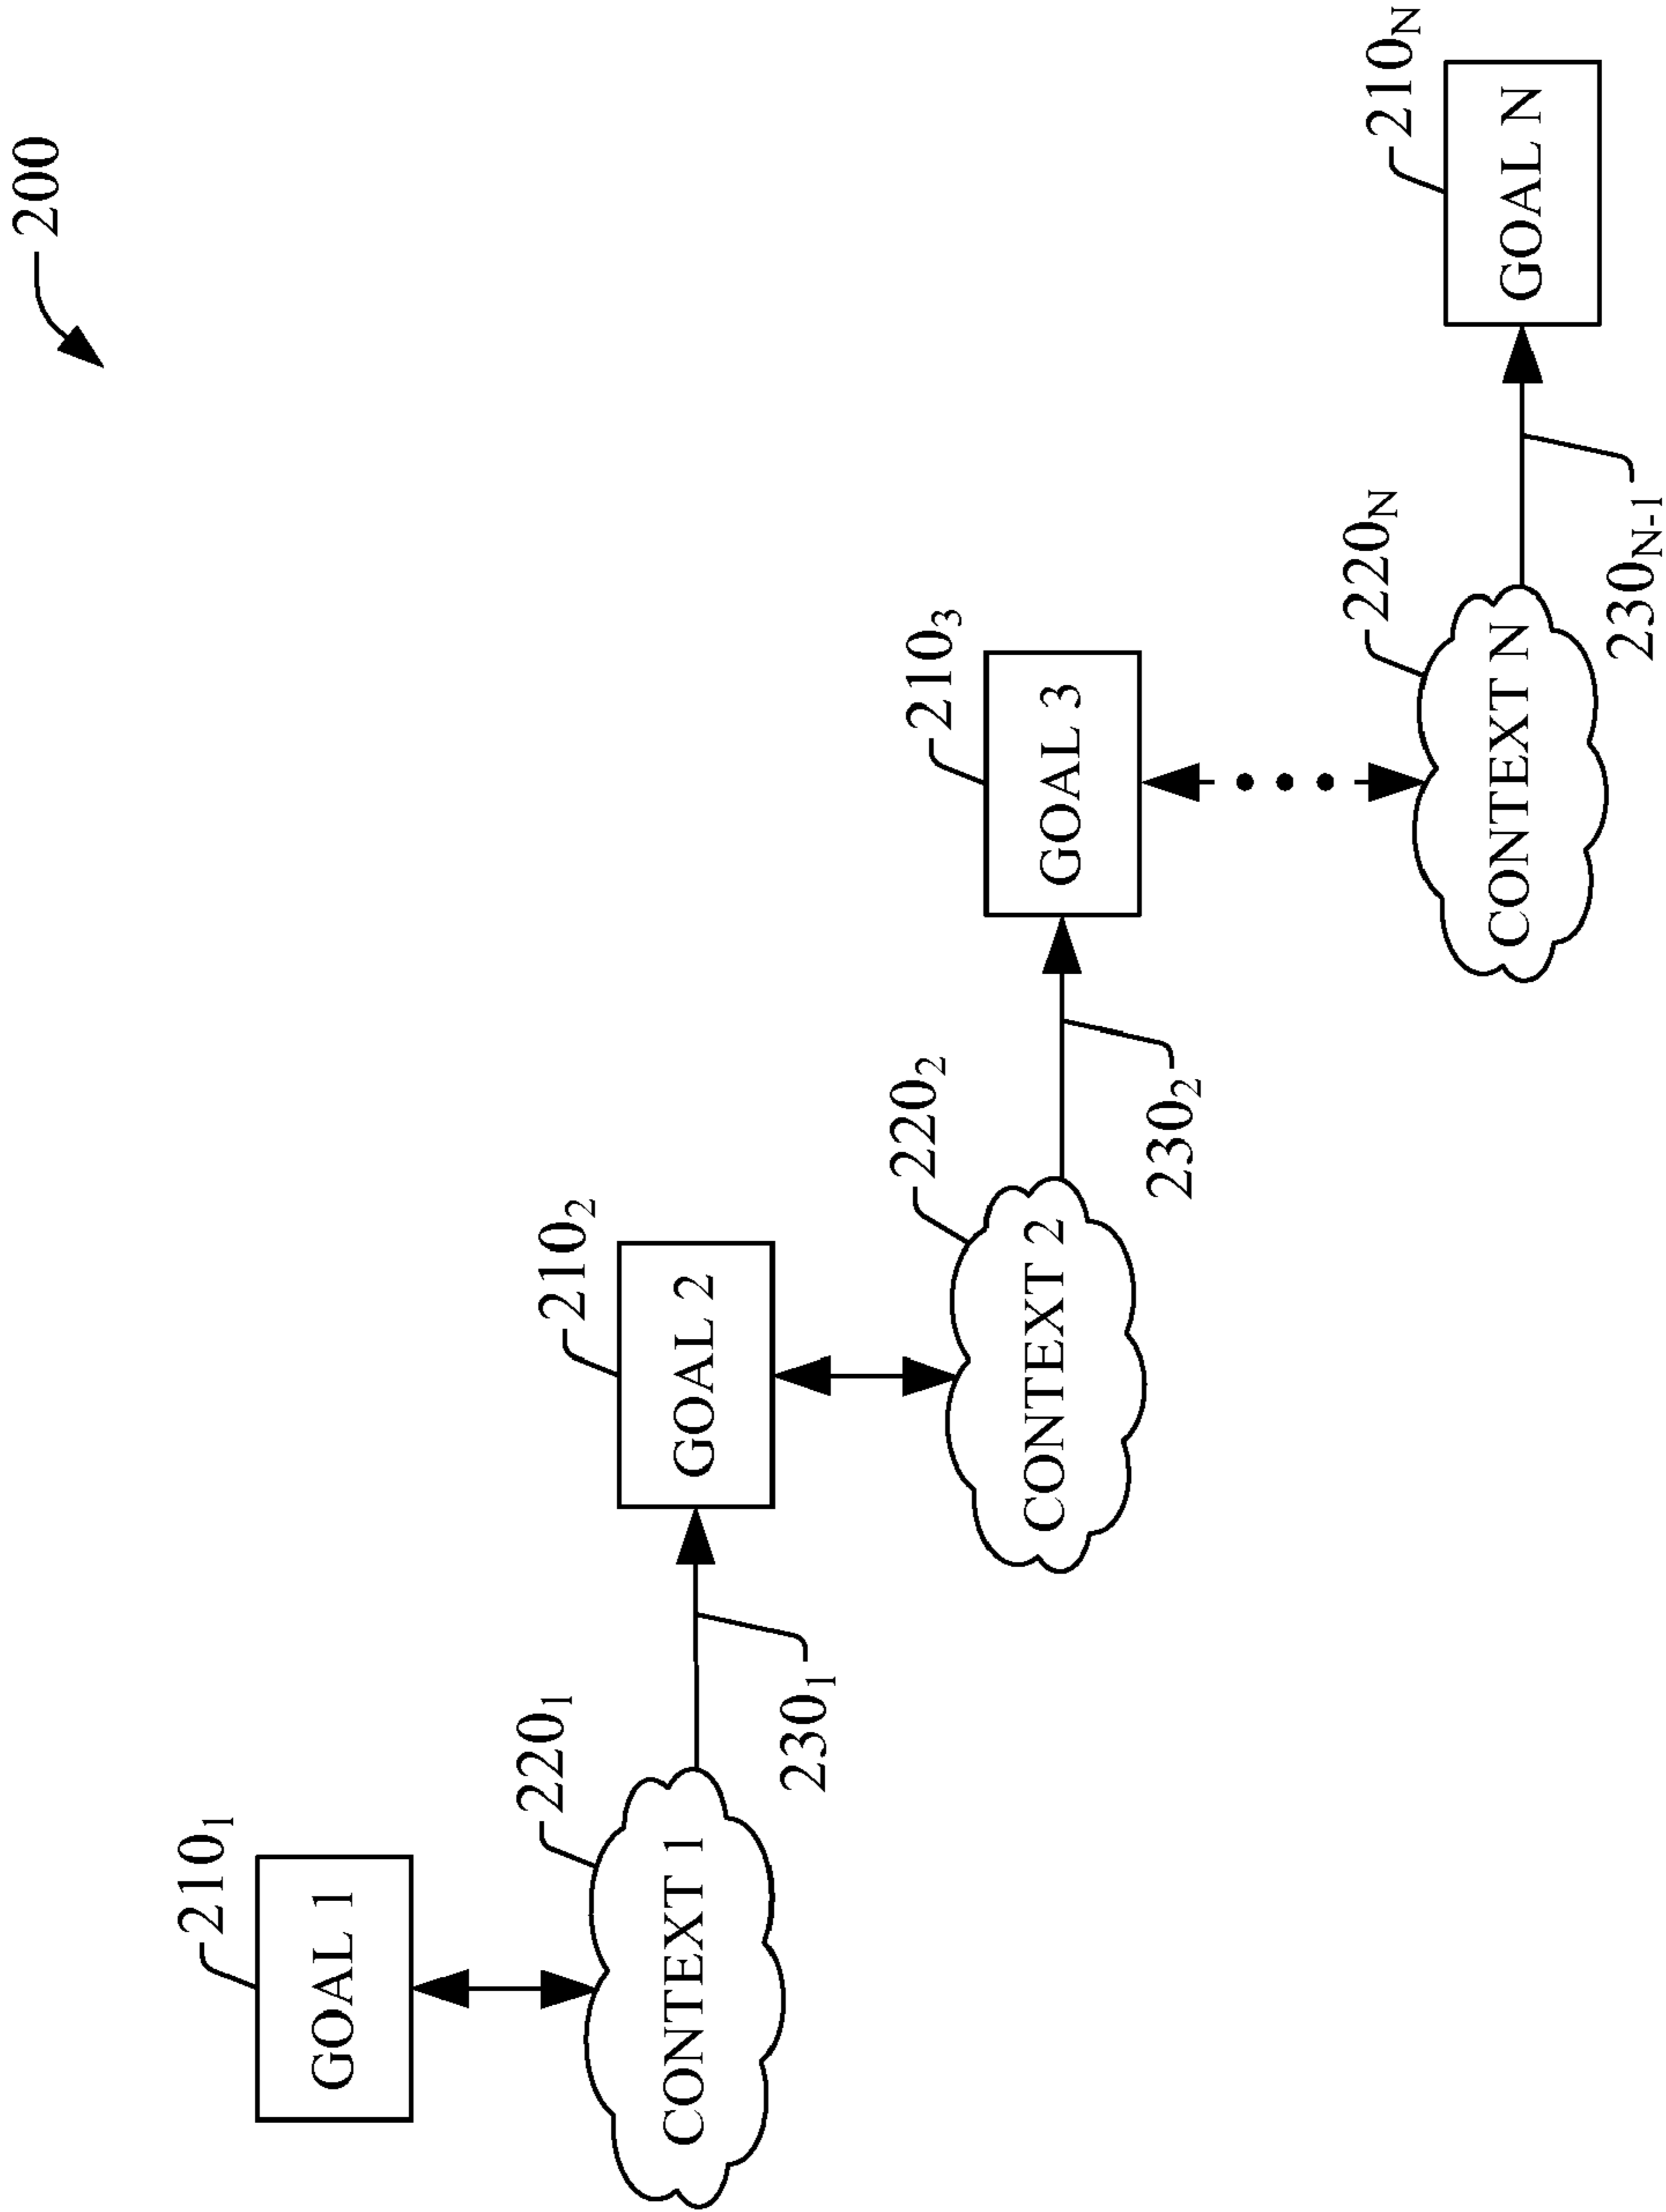 200
210₁
GOAL 1
220₁
CONTEXT 1
230₁
210₂
GOAL 2
220₂
CONTEXT 2
230₂
210₃
GOAL 3
220N
CONTEXT N
230N-1
210N
GOAL N